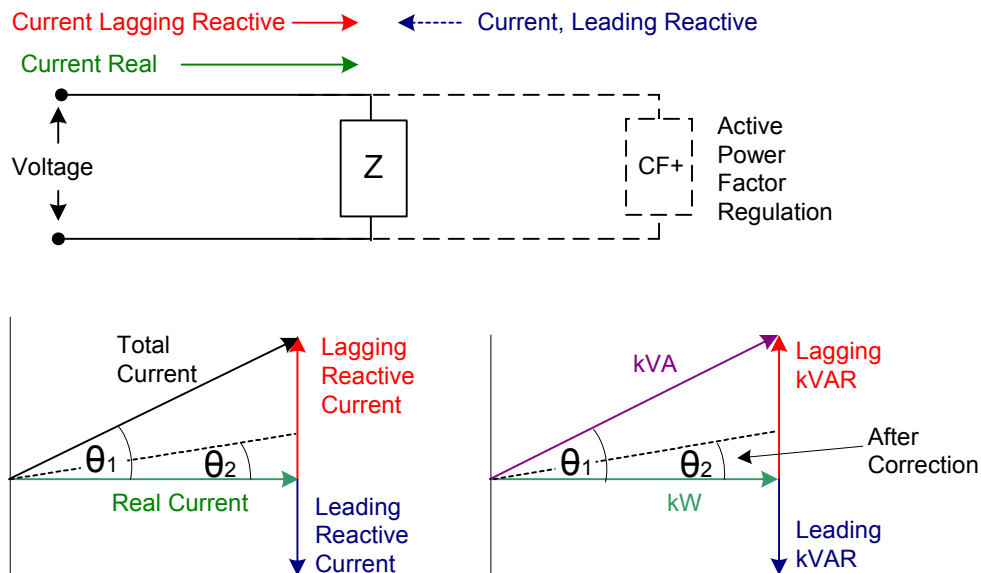 Current Lagging Reactive
Current, Leading Reactive
Current Real
Voltage
Z
CF+
Active
Power
Factor
Regulation
Total
Current
Lagging
Reactive
Current
θ1
θ2
Real Current
Leading
Reactive
Current
kVA
Lagging
kVAR
θ1
θ2
After
Correction
kW
Leading
kVAR